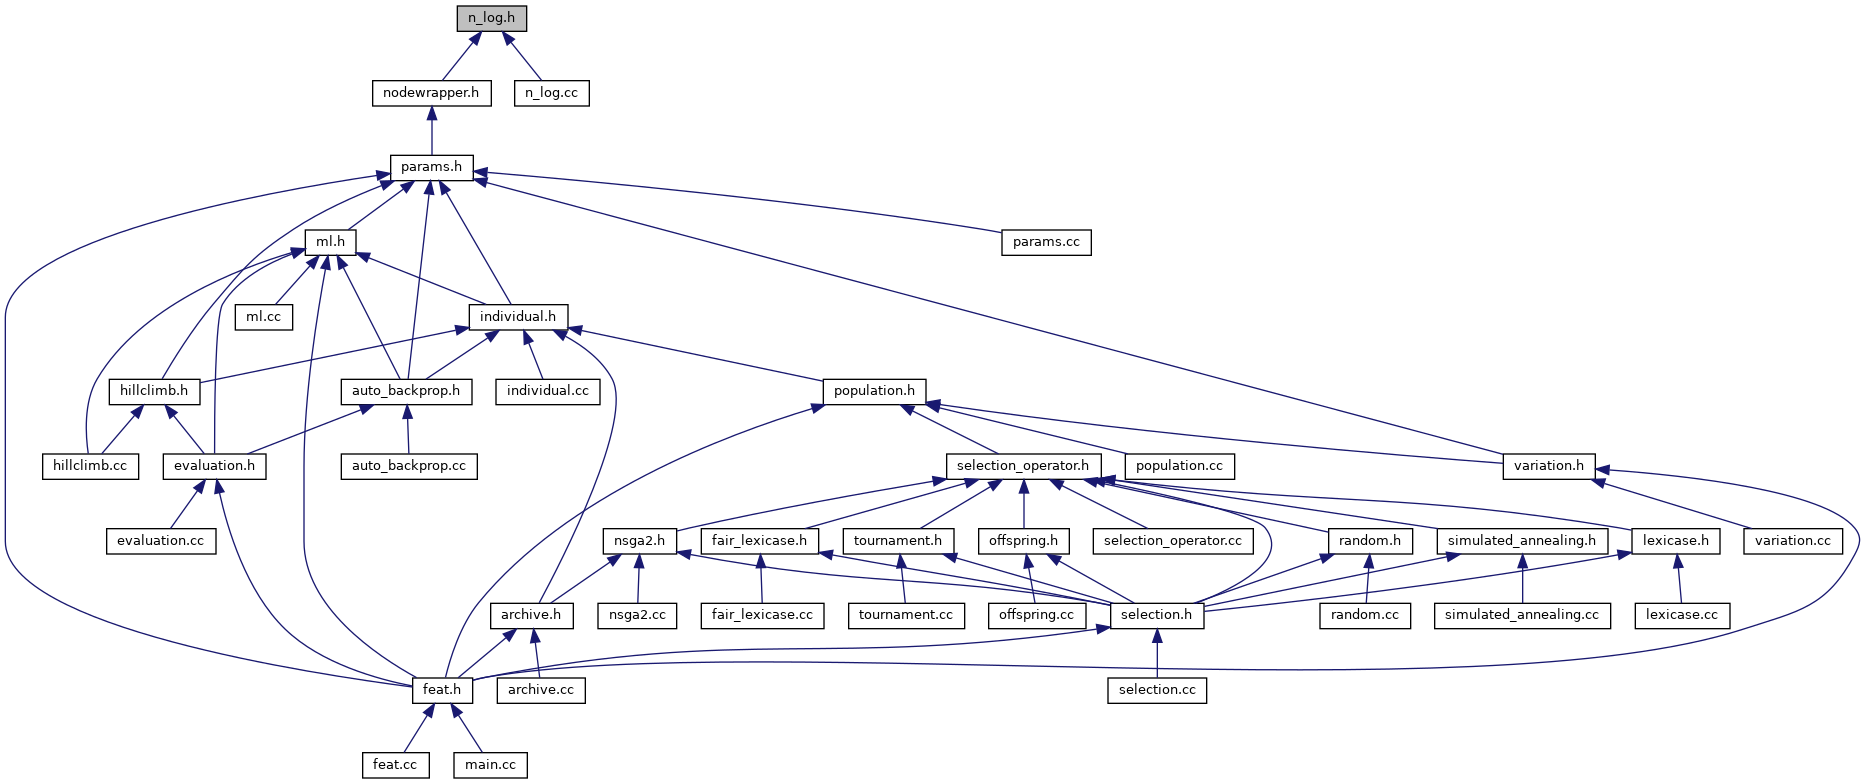 n_log.h
nodewrapper.h
n_log.cc
params.h
ml.h
params.cc
ml.cc
individual.h
hillclimb.h
auto_backprop.h
individual.cc
population.h
hillclimb.cc
evaluation.h
auto_backprop.cc
selection_operator.h
population.cc
variation.h
evaluation.cc
nsga2.h
fair_lexicase.h
tournament.h
offspring.h
selection_operator.cc
random.h
simulated_annealing.h
lexicase.h
variation.cc
archive.h
nsga2.cc
fair_lexicase.cc
tournament.cc
offspring.cc
selection.h
random.cc
simulated_annealing.cc
lexicase.cc
feat.h
archive.cc
selection.cc
feat.cc
main.cc